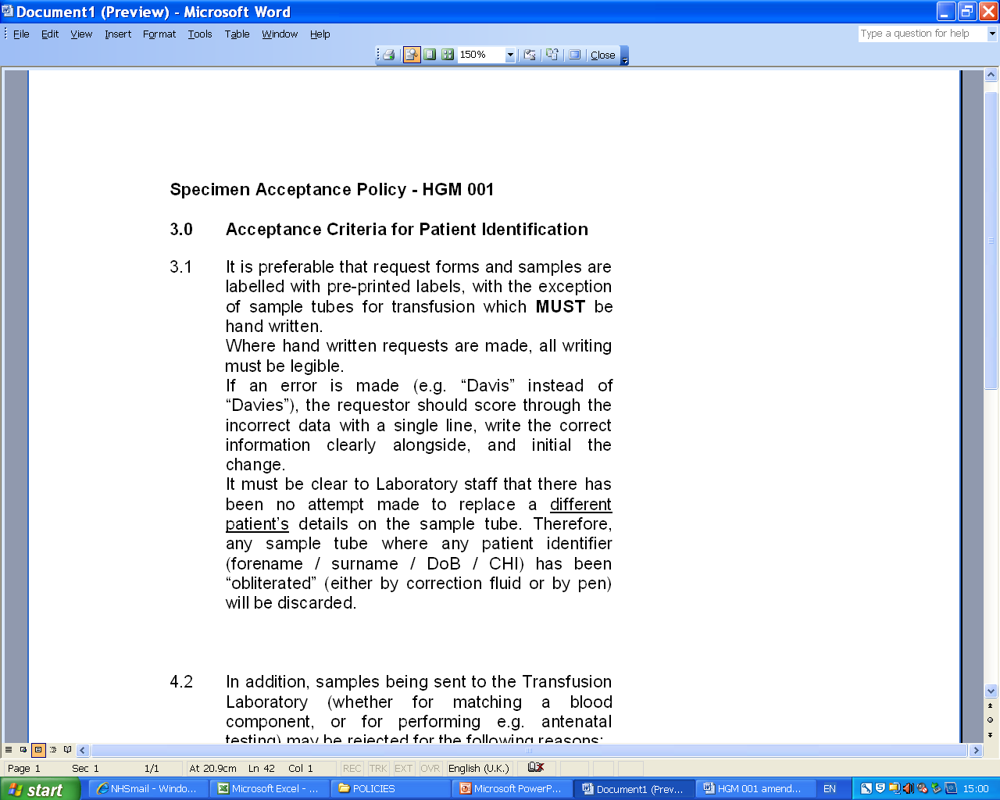 Document1 (Preview) - Microsoft Word
File Edit View Insert Format Tools Table Window Help
Type a question for help
150% Close
Specimen Acceptance Policy - HGM 001
3.0 Acceptance Criteria for Patient Identification
3.1 It is preferable that request forms and samples are
labelled with pre-printed labels, with the exception
of sample tubes for transfusion which MUST be
hand written.
Where hand written requests are made, all writing
must be legible.
If an error is made (e.g. “Davis” instead of
“Davies”), the requestor should score through the
incorrect data with a single line, write the correct
information clearly alongside, and initial the
change.
It must be clear to Laboratory staff that there has
been no attempt made to replace a different
patient’s details on the sample tube. Therefore,
any sample tube where any patient identifier
(forename / surname / DoB / CHI) has been
“obliterated” (either by correction fluid or by pen)
will be discarded.
4.2 In addition, samples being sent to the Transfusion
Laboratory (whether for matching a blood
component, or for performing e.g. antenatal
testing) may be rejected for the following reasons:
Page 1 Sec 1 1/1 At 20.9cm Ln 42 Col 1 REC TRK EXT OVR English (U.K.)
start NHSmail - Windo... Microsoft Excel - ... POLICIES Microsoft PowerP... Document1 (Prev... HGM 001 amend... EN 15:00